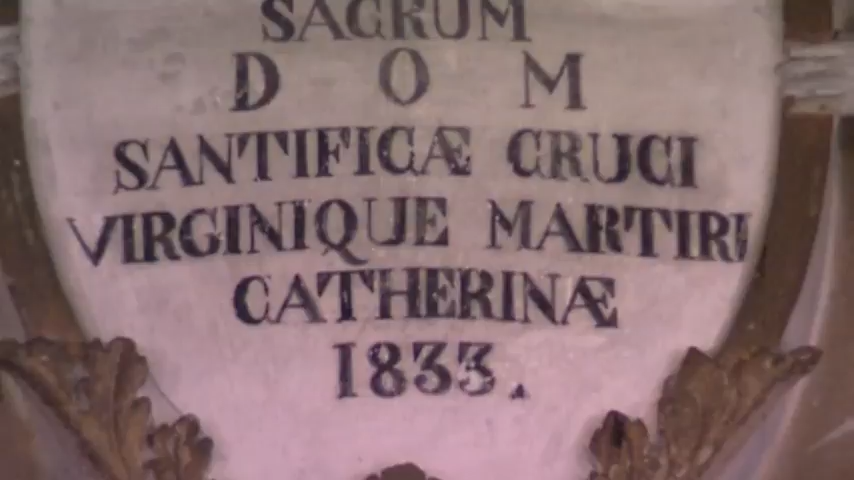 SACRUM
D O M
SANTIFICÆ CRUCI
VIRGINIQUE MARTIRI
CATHERINÆ
1833.